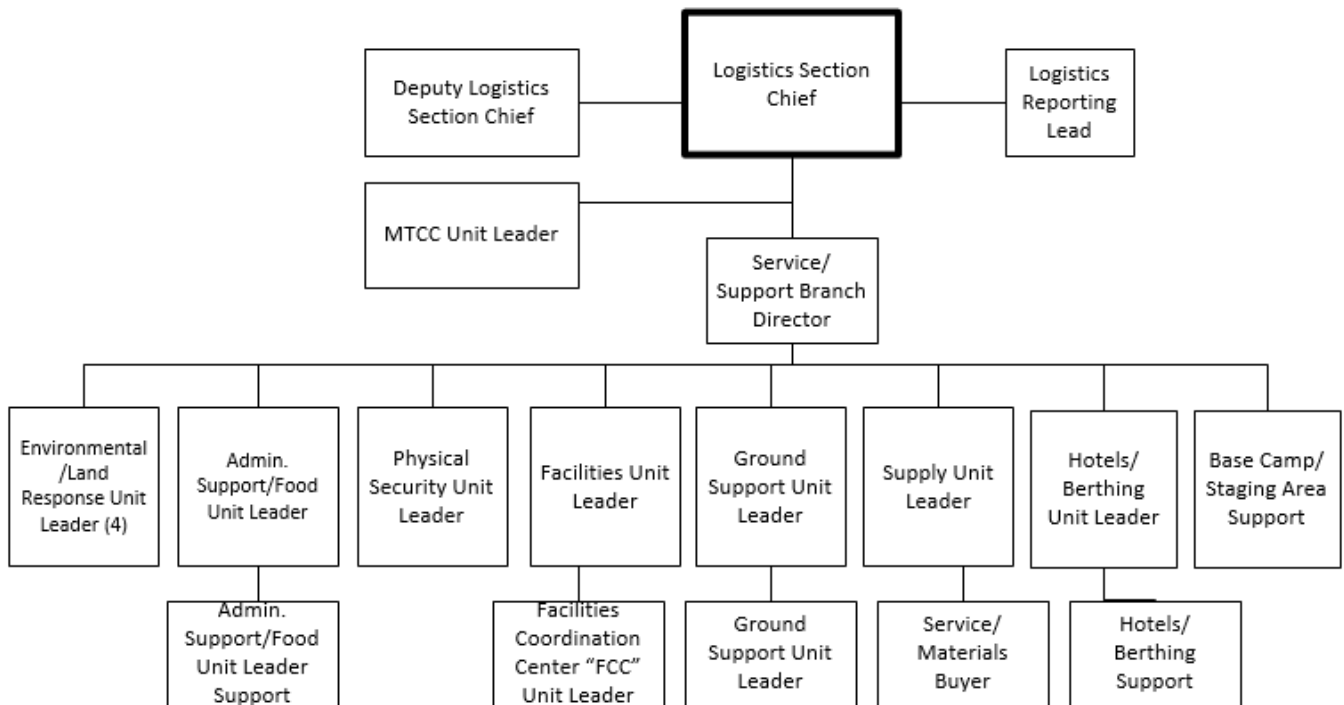 Deputy Logistics
Section Chief
Logistics Section
Chief
Logistics
Reporting
Lead
MTCC Unit Leader
Service/
Support Branch
Director
Environmental
/Land
Response Unit
Leader (4)
Admin.
Support/Food
Unit Leader
Physical
Security Unit
Leader
Facilities Unit
Leader
Ground
Support Unit
Leader
Supply Unit
Leader
Hotels/
Berthing
Unit Leader
Base Camp/
Staging Area
Support
Admin.
Support/Food
Unit Leader
Support
Facilities
Coordination
Center “FCC”
Unit Leader
Ground
Support Unit
Leader
Service/
Materials
Buyer
Hotels/
Berthing
Support